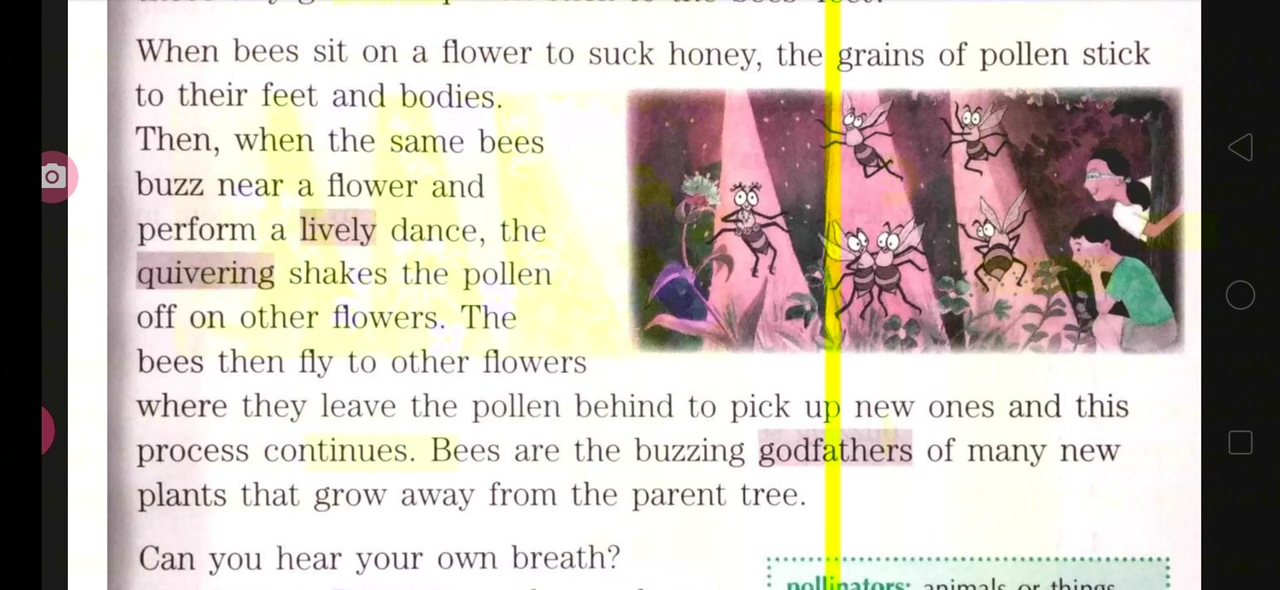 When bees sit on a flower to suck honey, the grains of pollen stick
to their feet and bodies.
Then, when the same bees
buzz near a flower and
perform a lively dance, the
quivering shakes the pollen
off on other flowers. The
bees then fly to other flowers
where they leave the pollen behind to pick up new ones and this
process continues. Bees are the buzzing godfathers of many new
plants that grow away from the parent tree.
Can you hear your own breath?
pollinators: animals or things